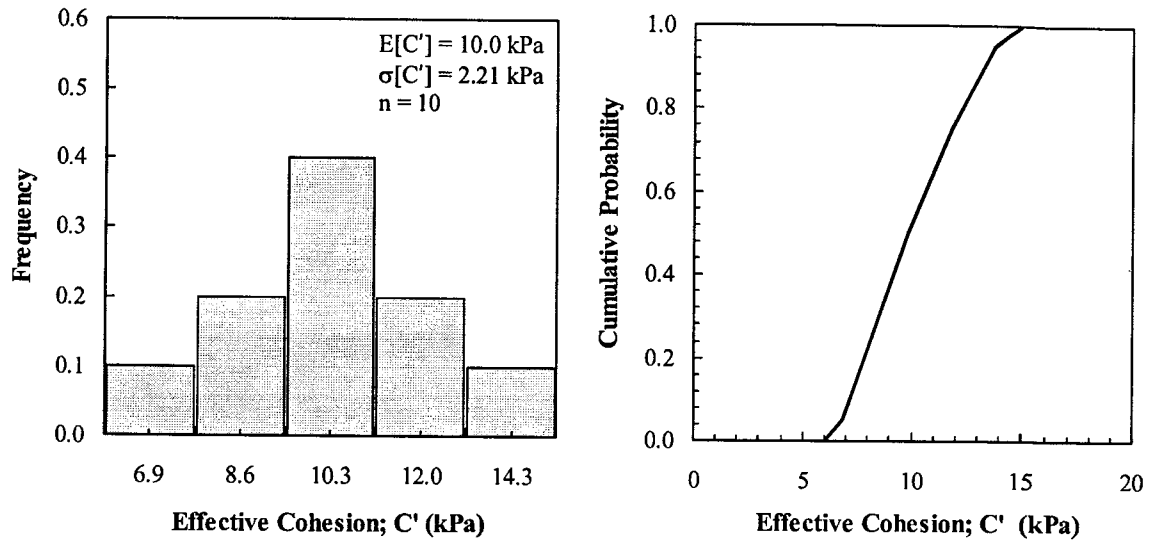 0.6
0.5
0.4
0.3
0.2
0.1
0.0
Frequency
E[C'] = 10.0 kPa
σ[C'] = 2.21 kPa
n = 10
6.9 8.6 10.3 12.0 14.3
Effective Cohesion; C' (kPa)
1.0
0.8
0.6
0.4
0.2
0.0
Cumulative Probability
0 5 10 15 20
Effective Cohesion; C' (kPa)